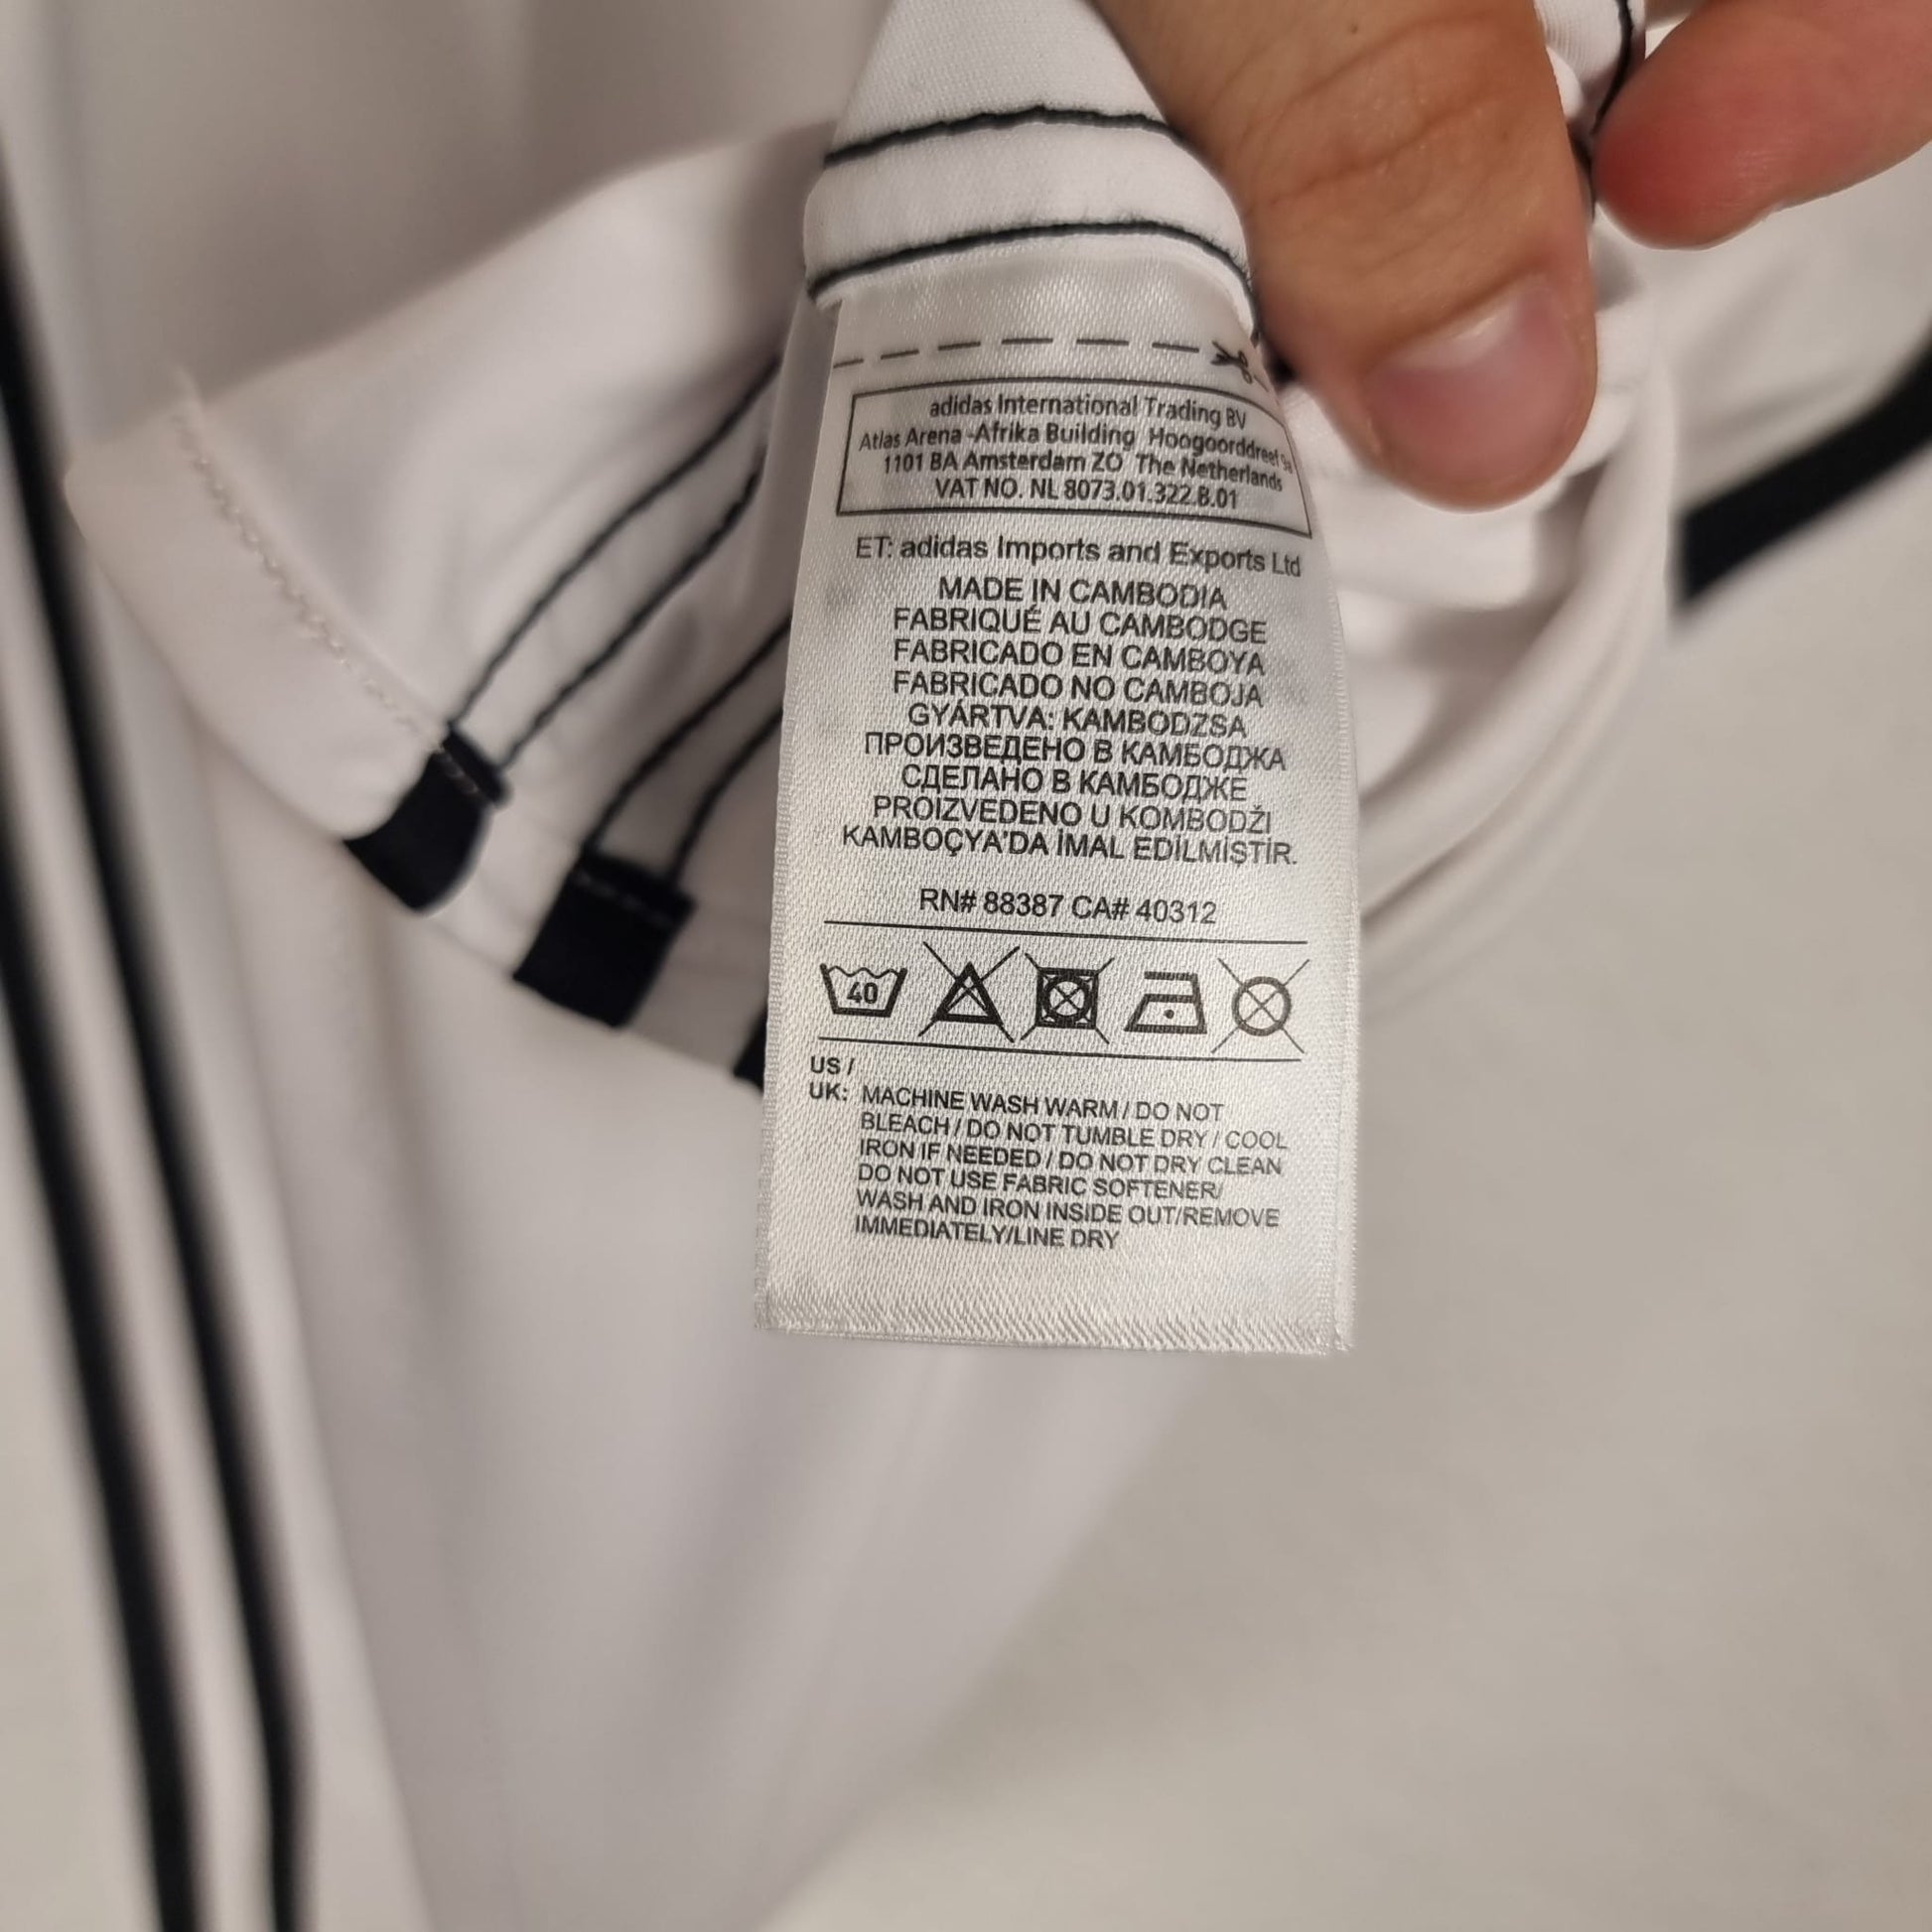 adidas International Trading BV
Atlas Arena-Afrika Building Hoogoorddreef 9a
1101 BA Amsterdam ZO The Netherlands
VAT NO. NL 8073.01.322.B.01
ET: adidas Imports and Exports Ltd
MADE IN CAMBODIA
FABRIQUÉ AU CAMBODGE
FABRICADO EN CAMBOYA
FABRICADO NO CAMBOJA
GYÁRTVA: KAMBODZSA
ПРОИЗВЕДЕНО В КАМБОДЖА
СДЕЛАНО В КАМБОДЖЕ
PROIZVEDENO U KOMBODŽI
KAMBOÇYA'DA İMAL EDİLMİŞTİR.
RN# 88387 CA# 40312
40
US /
UK: MACHINE WASH WARM / DO NOT
BLEACH / DO NOT TUMBLE DRY / COOL
IRON IF NEEDED / DO NOT DRY CLEAN
DO NOT USE FABRIC SOFTENER/
WASH AND IRON INSIDE OUT/REMOVE
IMMEDIATELY/LINE DRY